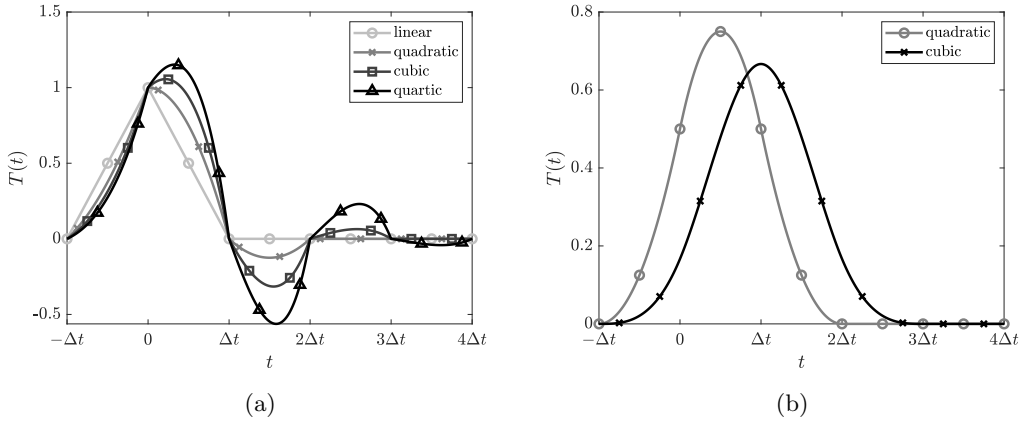 1.5
1
0.5
0
-0.5
T(t)
−Δt
0
Δt
2Δt
3Δt
4Δt
t
linear
quadratic
cubic
quartic
(a)
0.8
0.6
0.4
0.2
0
T(t)
−Δt
0
Δt
2Δt
3Δt
4Δt
t
quadratic
cubic
(b)